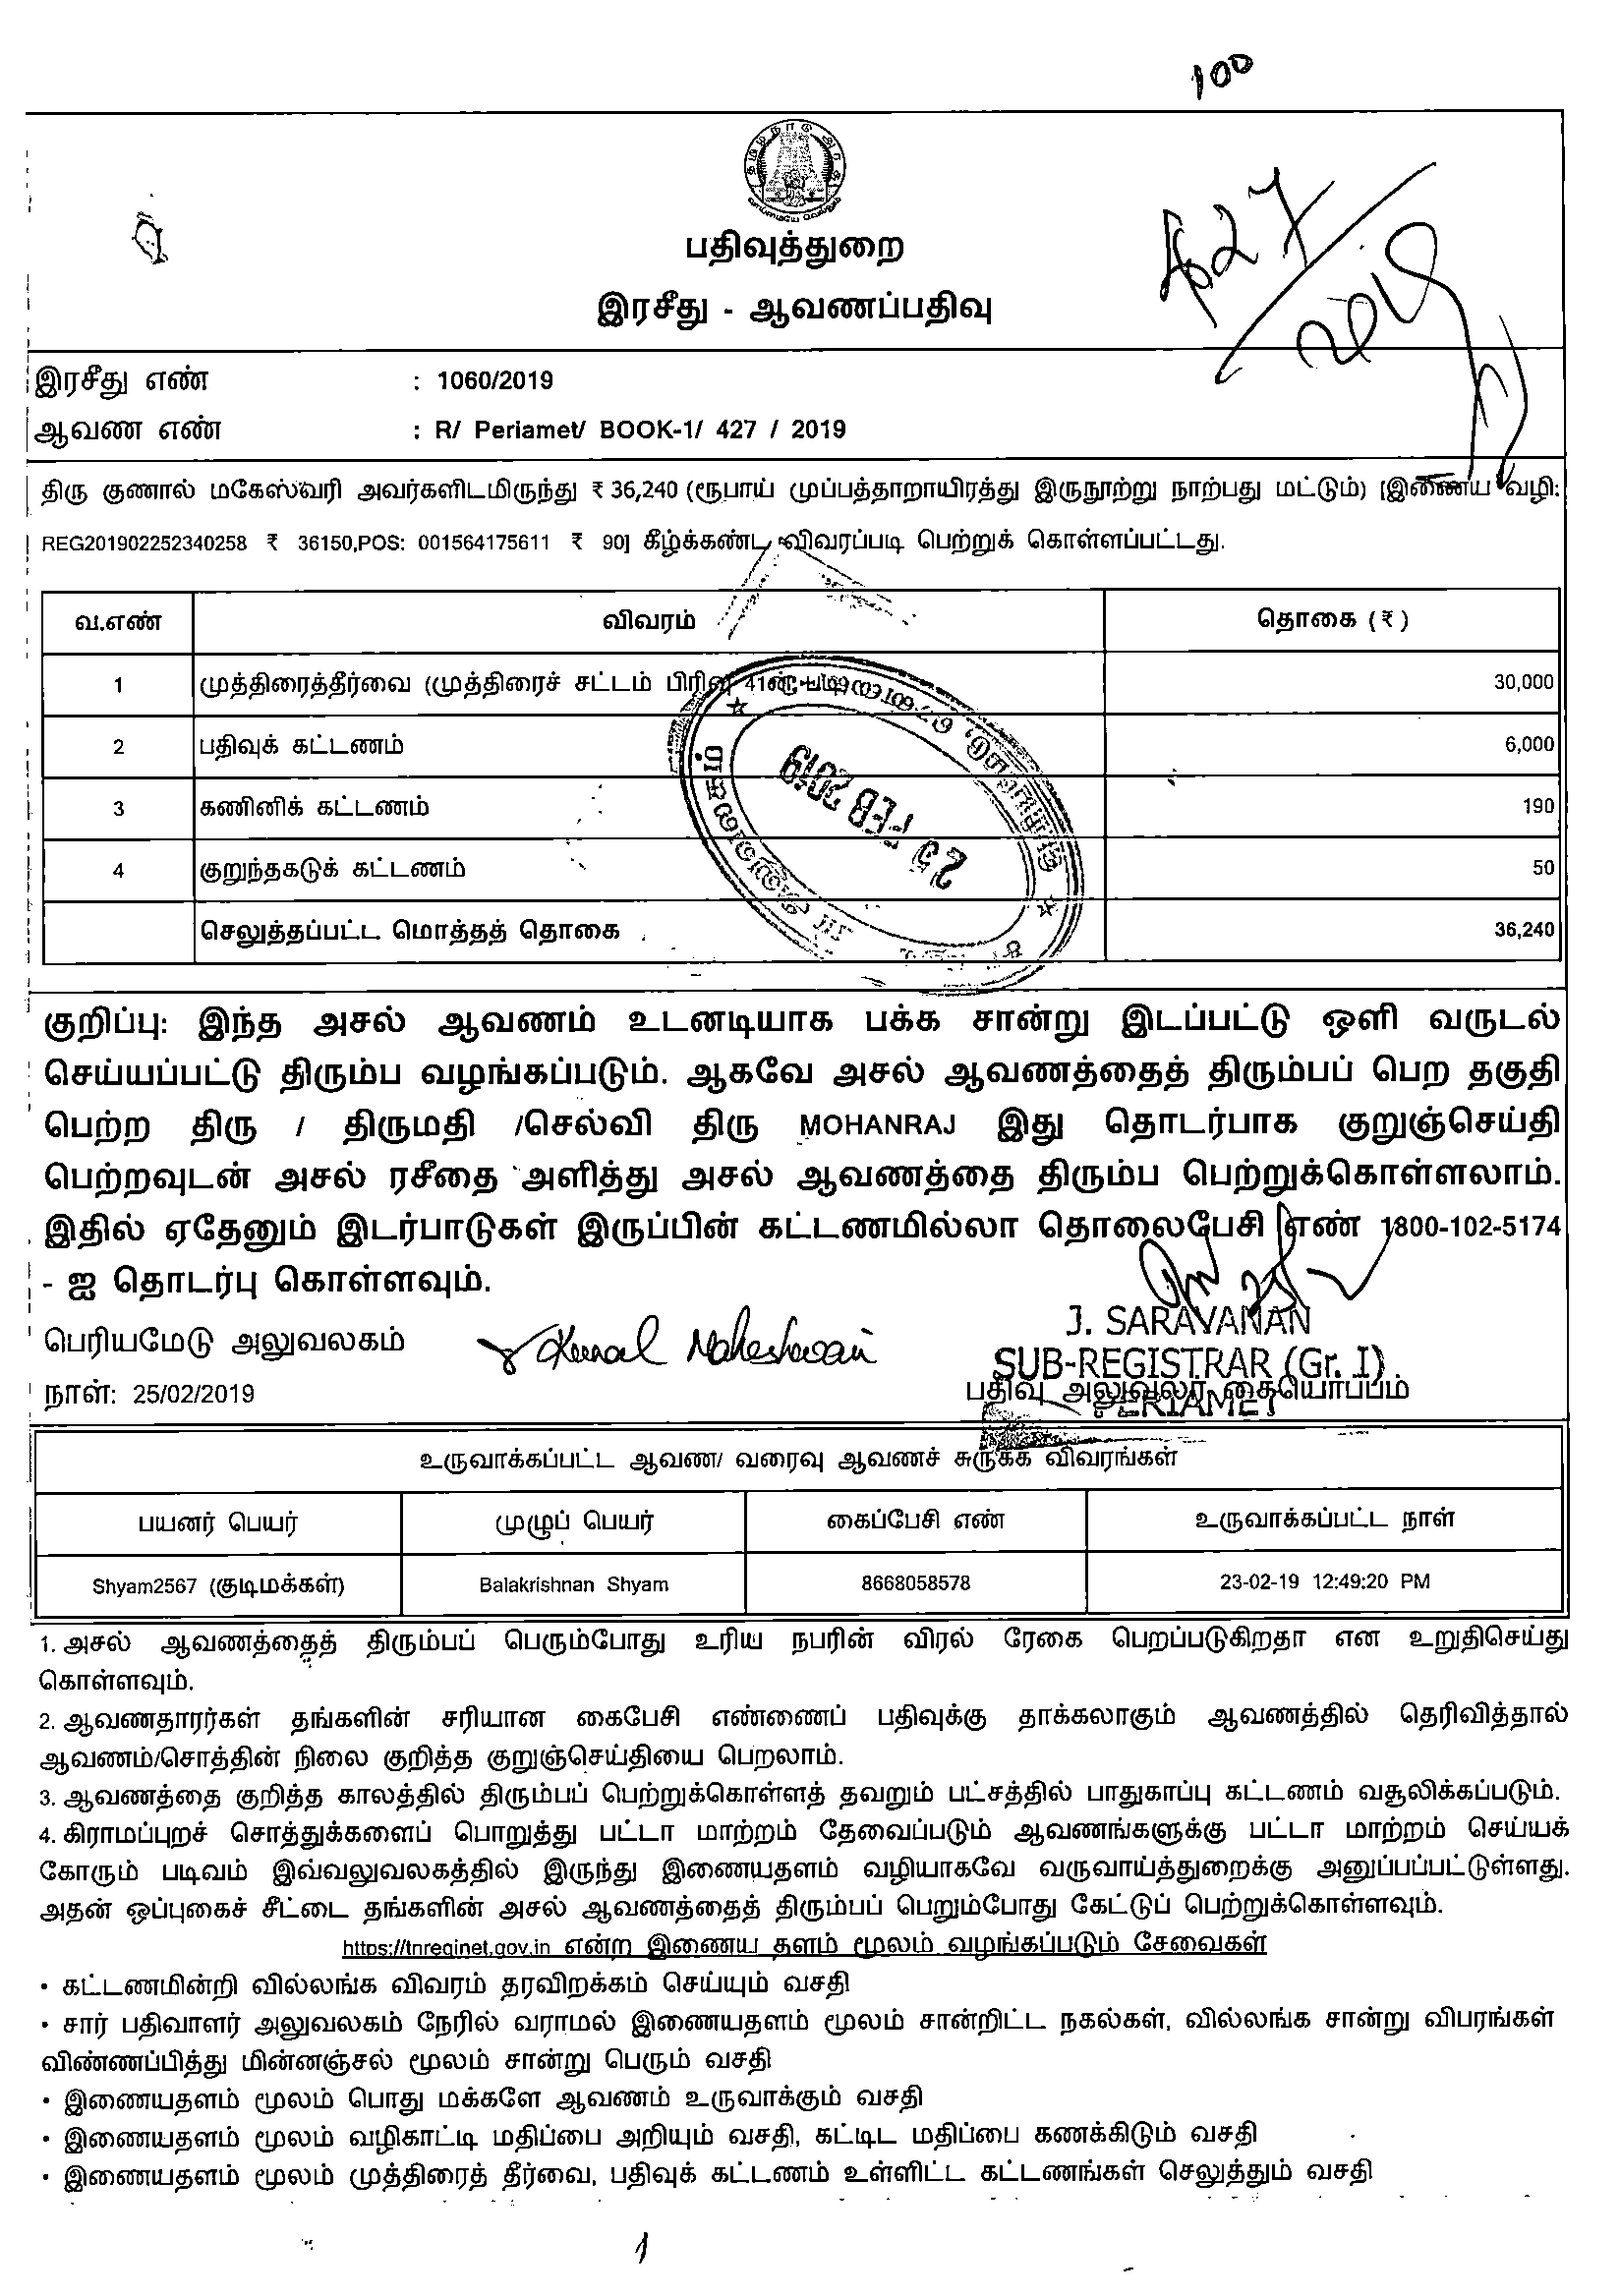 100
தமிழ்நாடு அரசு
வாய்மையே வெல்லும்
பதிவுத்துறை
இரசீது - ஆவணப்பதிவு
427
2019
இரசீது எண் : 1060/2019
ஆவண எண் : R/ Periamet/ BOOK-1/ 427 / 2019
திரு குணால் மகேஸ்வரி அவர்களிடமிருந்து ₹ 36,240 (ரூபாய் முப்பத்தாறாயிரத்து இருநூற்று நாற்பது மட்டும்) [இணைய வழி:
REG201902252340258 ₹ 36150,POS: 001564175611 ₹ 90] கீழ்க்கண்ட விவரப்படி பெற்றுக் கொள்ளப்பட்டது.
வ.எண் விவரம் தொகை (₹)
1 முத்திரைத்தீர்வை (முத்திரைச் சட்டம் பிரிவு 41ன் படி) 30,000
2 பதிவுக் கட்டணம் 6,000
3 கணினிக் கட்டணம் 190
4 குறுந்தகடுக் கட்டணம் 50
செலுத்தப்பட்ட மொத்தத் தொகை 36,240
25 FEB 2019
குறிப்பு: இந்த அசல் ஆவணம் உடனடியாக பக்க சான்று இடப்பட்டு ஒளி வருடல்
செய்யப்பட்டு திரும்ப வழங்கப்படும். ஆகவே அசல் ஆவணத்தைத் திரும்பப் பெற தகுதி
பெற்ற திரு / திருமதி /செல்வி திரு MOHANRAJ இது தொடர்பாக குறுஞ்செய்தி
பெற்றவுடன் அசல் ரசீதை அளித்து அசல் ஆவணத்தை திரும்ப பெற்றுக்கொள்ளலாம்.
இதில் ஏதேனும் இடர்பாடுகள் இருப்பின் கட்டணமில்லா தொலைபேசி எண் 1800-102-5174
- ஐ தொடர்பு கொள்ளவும்.
பெரியமேடு அலுவலகம் Kunal Maheshwari J. SARAVANAN
SUB-REGISTRAR (Gr. I)
நாள்: 25/02/2019 பதிவு அலுவலர் கையொப்பம்
PERIAMET
உருவாக்கப்பட்ட ஆவண/ வரைவு ஆவணச் சுருக்க விவரங்கள்
பயனர் பெயர் முழுப் பெயர் கைப்பேசி எண் உருவாக்கப்பட்ட நாள்
Shyam2567 (குடிமக்கள்) Balakrishnan Shyam 8668058578 23-02-19 12:49:20 PM
1. அசல் ஆவணத்தைத் திரும்பப் பெரும்போது உரிய நபரின் விரல் ரேகை பெறப்படுகிறதா என உறுதிசெய்து
கொள்ளவும்.
2. ஆவணதாரர்கள் தங்களின் சரியான கைபேசி எண்ணைப் பதிவுக்கு தாக்கலாகும் ஆவணத்தில் தெரிவித்தால்
ஆவணம்/சொத்தின் நிலை குறித்த குறுஞ்செய்தியை பெறலாம்.
3. ஆவணத்தை குறித்த காலத்தில் திரும்பப் பெற்றுக்கொள்ளத் தவறும் பட்சத்தில் பாதுகாப்பு கட்டணம் வசூலிக்கப்படும்.
4. கிராமப்புறச் சொத்துக்களைப் பொறுத்து பட்டா மாற்றம் தேவைப்படும் ஆவணங்களுக்கு பட்டா மாற்றம் செய்யக்
கோரும் படிவம் இவ்வலுவலகத்தில் இருந்து இணையதளம் வழியாகவே வருவாய்த்துறைக்கு அனுப்பப்பட்டுள்ளது.
அதன் ஒப்புகைச் சீட்டை தங்களின் அசல் ஆவணத்தைத் திரும்பப் பெறும்போது கேட்டுப் பெற்றுக்கொள்ளவும்.
https://tnreginet.gov.in என்ற இணைய தளம் மூலம் வழங்கப்படும் சேவைகள்
• கட்டணமின்றி வில்லங்க விவரம் தரவிறக்கம் செய்யும் வசதி
• சார் பதிவாளர் அலுவலகம் நேரில் வராமல் இணையதளம் மூலம் சான்றிட்ட நகல்கள், வில்லங்க சான்று விபரங்கள்
விண்ணப்பித்து மின்னஞ்சல் மூலம் சான்று பெரும் வசதி
• இணையதளம் மூலம் பொது மக்களே ஆவணம் உருவாக்கும் வசதி
• இணையதளம் மூலம் வழிகாட்டி மதிப்பை அறியும் வசதி, கட்டிட மதிப்பை கணக்கிடும் வசதி
• இணையதளம் மூலம் முத்திரைத் தீர்வை, பதிவுக் கட்டணம் உள்ளிட்ட கட்டணங்கள் செலுத்தும் வசதி
1